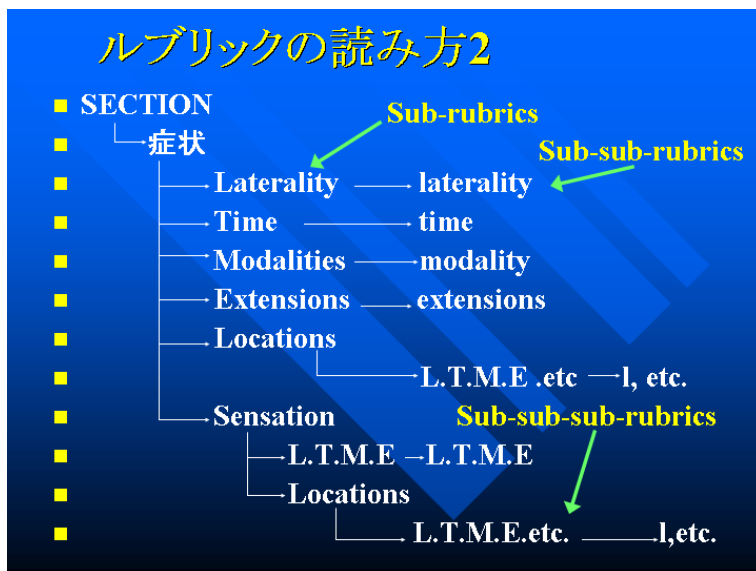 ルブリックの読み方2
SECTION
Sub-rubrics
症状
Sub-sub-rubrics
Laterality laterality
Time time
Modalities modality
Extensions extensions
Locations
L.T.M.E .etc l, etc.
Sensation Sub-sub-sub-rubrics
L.T.M.E L.T.M.E
Locations
L.T.M.E.etc. l,etc.